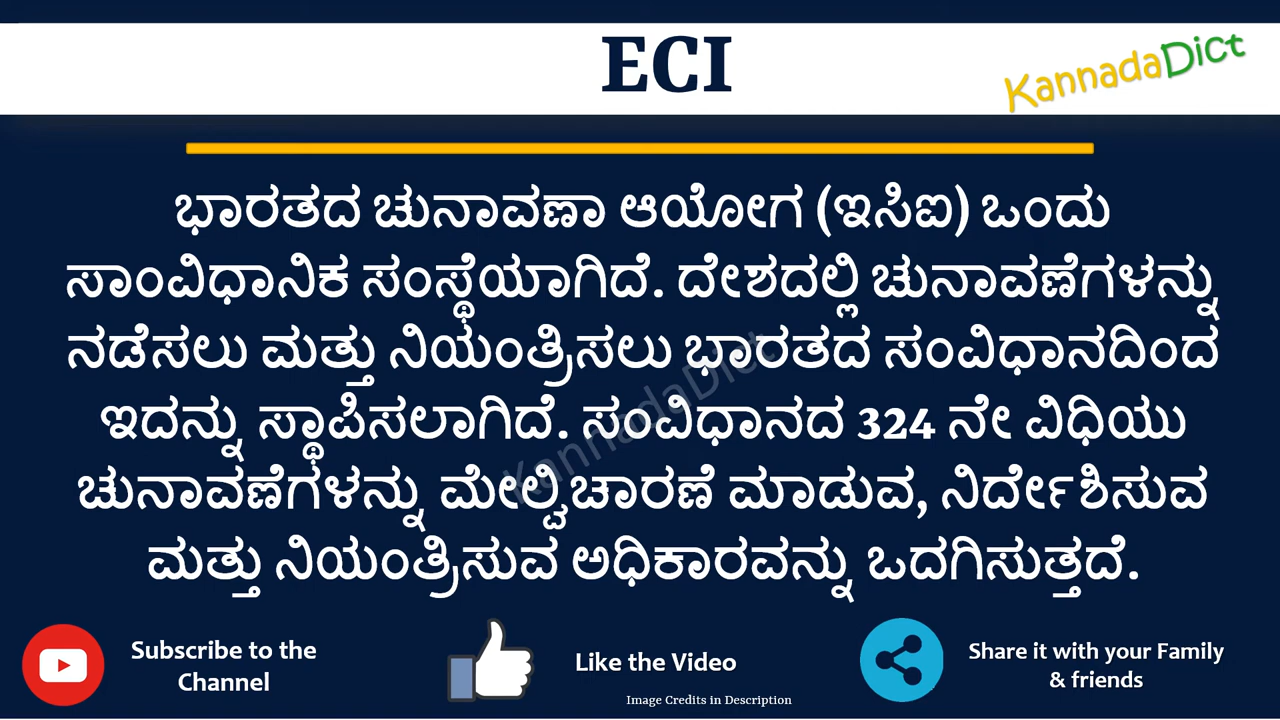 ECI
KannadaDict
ಭಾರತದ ಚುನಾವಣಾ ಆಯೋಗ (ಇಸಿಐ) ಒಂದು
ಸಾಂವಿಧಾನಿಕ ಸಂಸ್ಥೆಯಾಗಿದೆ. ದೇಶದಲ್ಲಿ ಚುನಾವಣೆಗಳನ್ನು
ನಡೆಸಲು ಮತ್ತು ನಿಯಂತ್ರಿಸಲು ಭಾರತದ ಸಂವಿಧಾನದಿಂದ
ಇದನ್ನು ಸ್ಥಾಪಿಸಲಾಗಿದೆ. ಸಂವಿಧಾನದ 324 ನೇ ವಿಧಿಯು
ಚುನಾವಣೆಗಳನ್ನು ಮೇಲ್ವಿಚಾರಣೆ ಮಾಡುವ, ನಿರ್ದೇಶಿಸುವ
ಮತ್ತು ನಿಯಂತ್ರಿಸುವ ಅಧಿಕಾರವನ್ನು ಒದಗಿಸುತ್ತದೆ.
KannadaDict
Subscribe to the
Channel
Like the Video
Share it with your Family
& friends
Image Credits in Description